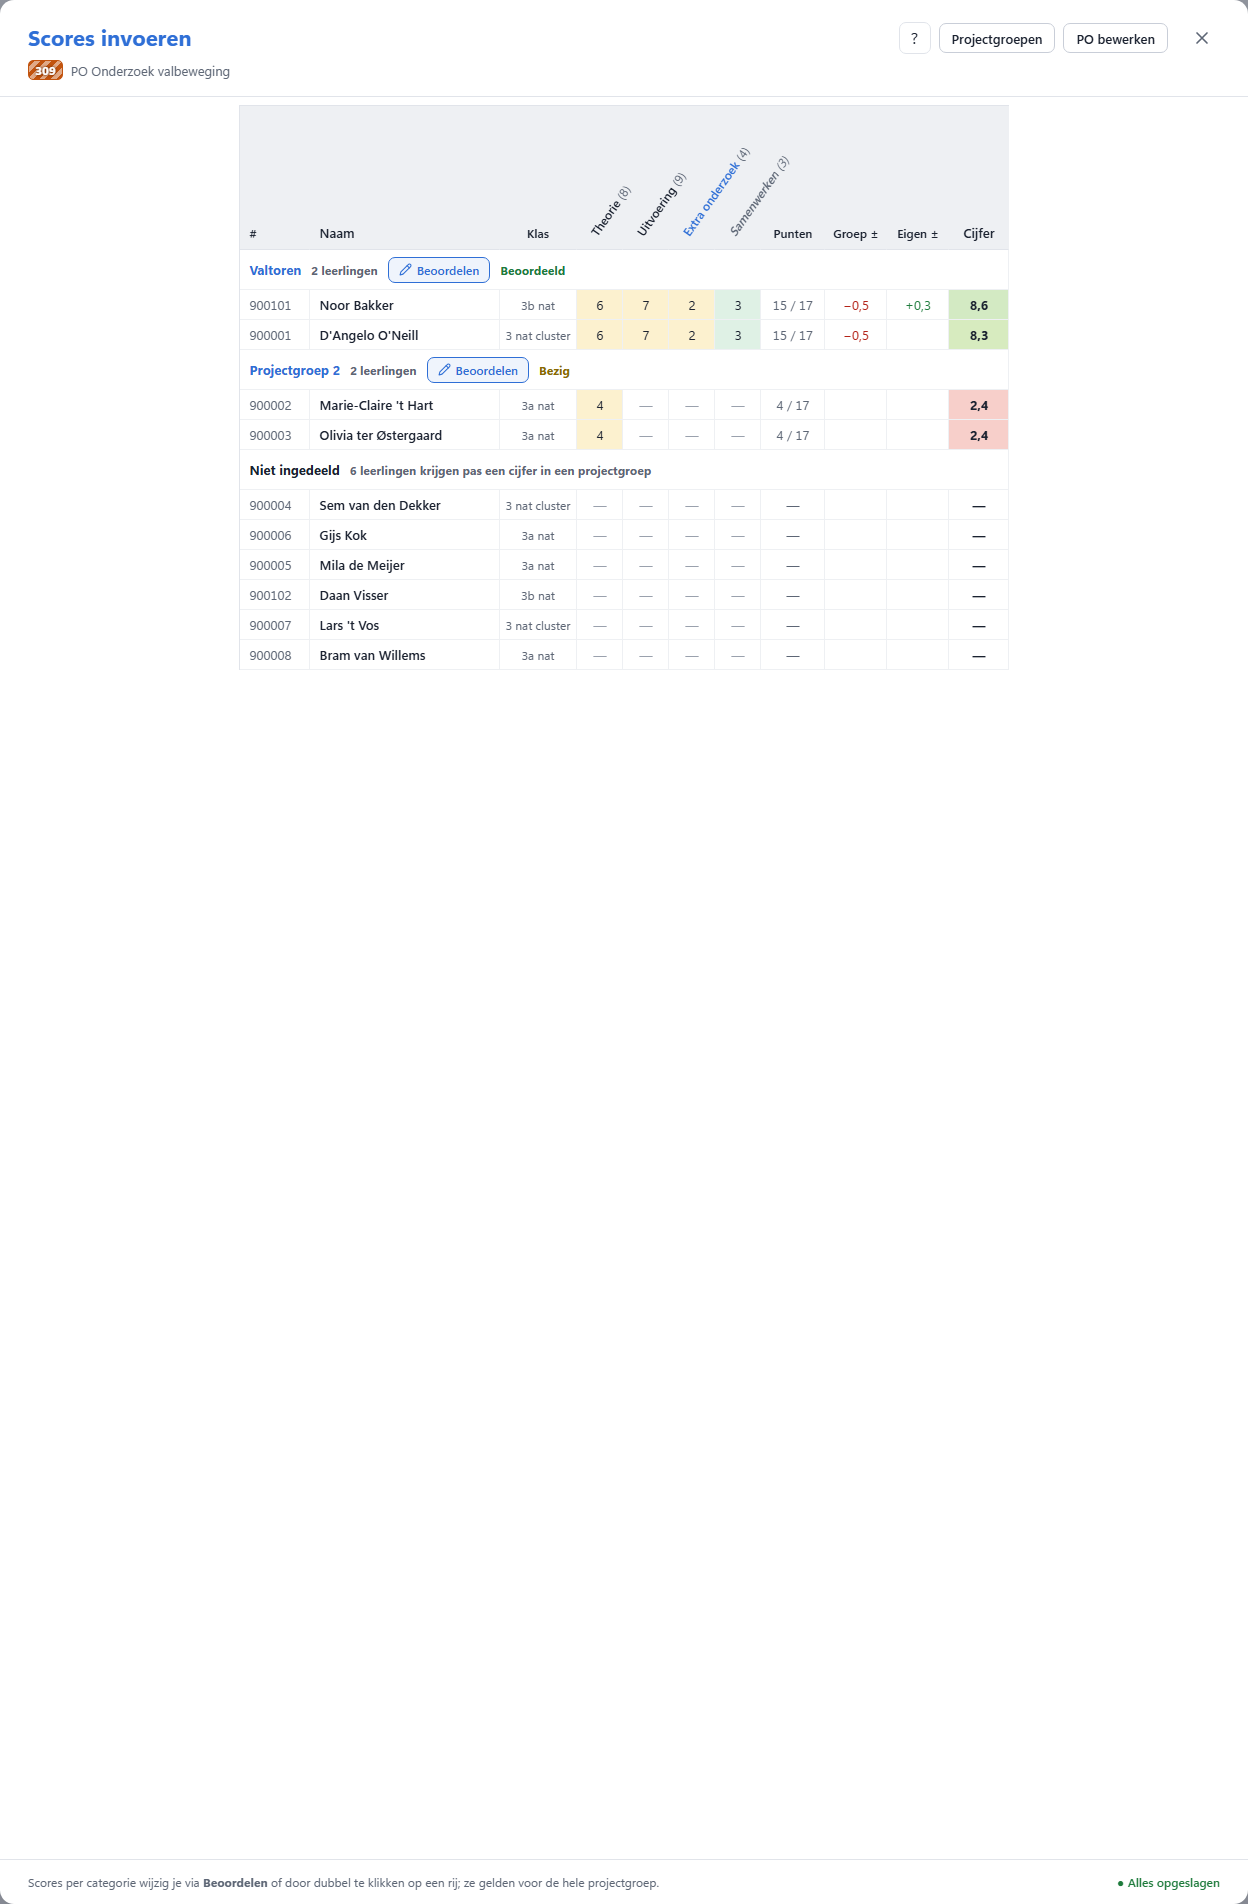 Scores invoeren
? Projectgroepen PO bewerken
309 PO Onderzoek valbeweging
# Naam Klas Theorie (8) Uitvoering (9) Extra onderzoek (4) Samenwerken (3) Punten Groep ± Eigen ± Cijfer
Valtoren 2 leerlingen Beoordelen Beoordeeld
900101 Noor Bakker 3b nat 6 7 2 3 15 / 17 −0,5 +0,3 8,6
900001 D'Angelo O'Neill 3 nat cluster 6 7 2 3 15 / 17 −0,5 8,3
Projectgroep 2 2 leerlingen Beoordelen Bezig
900002 Marie-Claire 't Hart 3a nat 4 — — — 4 / 17 2,4
900003 Olivia ter Østergaard 3a nat 4 — — — 4 / 17 2,4
Niet ingedeeld 6 leerlingen krijgen pas een cijfer in een projectgroep
900004 Sem van den Dekker 3 nat cluster — — — — — —
900006 Gijs Kok 3a nat — — — — — —
900005 Mila de Meijer 3a nat — — — — — —
900102 Daan Visser 3b nat — — — — — —
900007 Lars 't Vos 3 nat cluster — — — — — —
900008 Bram van Willems 3a nat — — — — — —
Scores per categorie wijzig je via Beoordelen of door dubbel te klikken op een rij; ze gelden voor de hele projectgroep.
● Alles opgeslagen